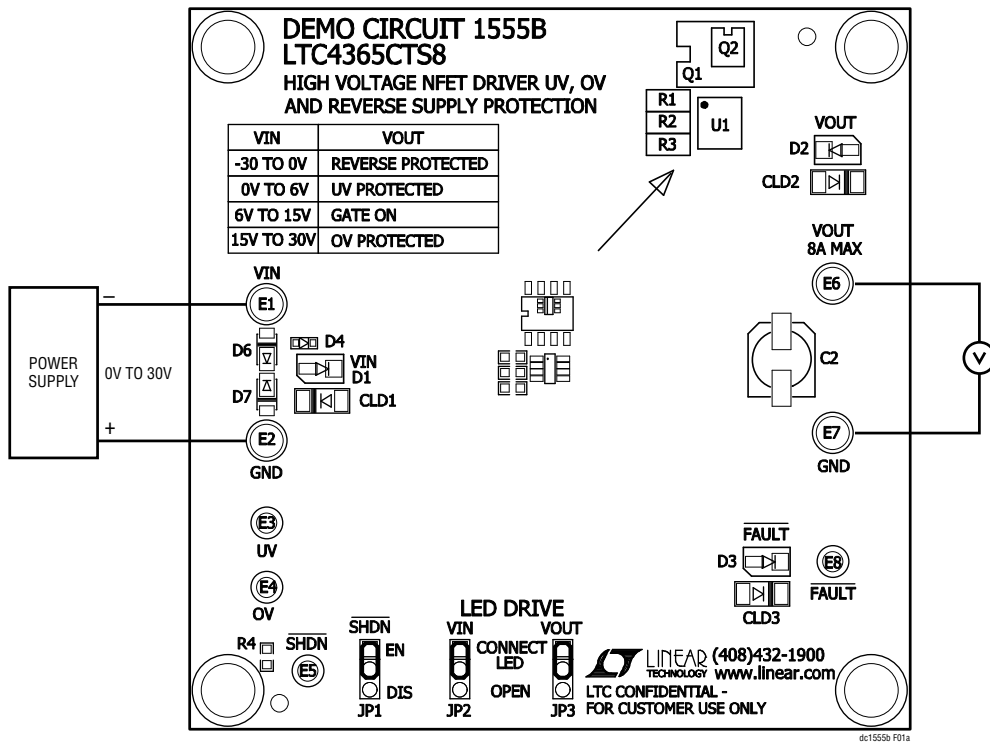 DEMO CIRCUIT 1555B
LTC4365CTS8
HIGH VOLTAGE NFET DRIVER UV, OV
AND REVERSE SUPPLY PROTECTION
VIN VOUT
-30 TO 0V REVERSE PROTECTED
0V TO 6V UV PROTECTED
6V TO 15V GATE ON
15V TO 30V OV PROTECTED
Q2
Q1
R1
R2
R3
U1
VOUT
D2
CLD2
VOUT
8A MAX
E6
C2
V
E7
GND
VIN
E1
–
POWER
SUPPLY
0V TO 30V
+
D6
D4
VIN
D1
D7
CLD1
E2
GND
E3
UV
E4
OV
R4
SHDN
E5
SHDN
EN
DIS
JP1
LED DRIVE
VIN VOUT
CONNECT
LED
OPEN
JP2 JP3
FAULT
D3
E8
FAULT
CLD3
LINEAR
TECHNOLOGY
(408)432-1900
www.linear.com
LTC CONFIDENTIAL -
FOR CUSTOMER USE ONLY
dc1555b F01a